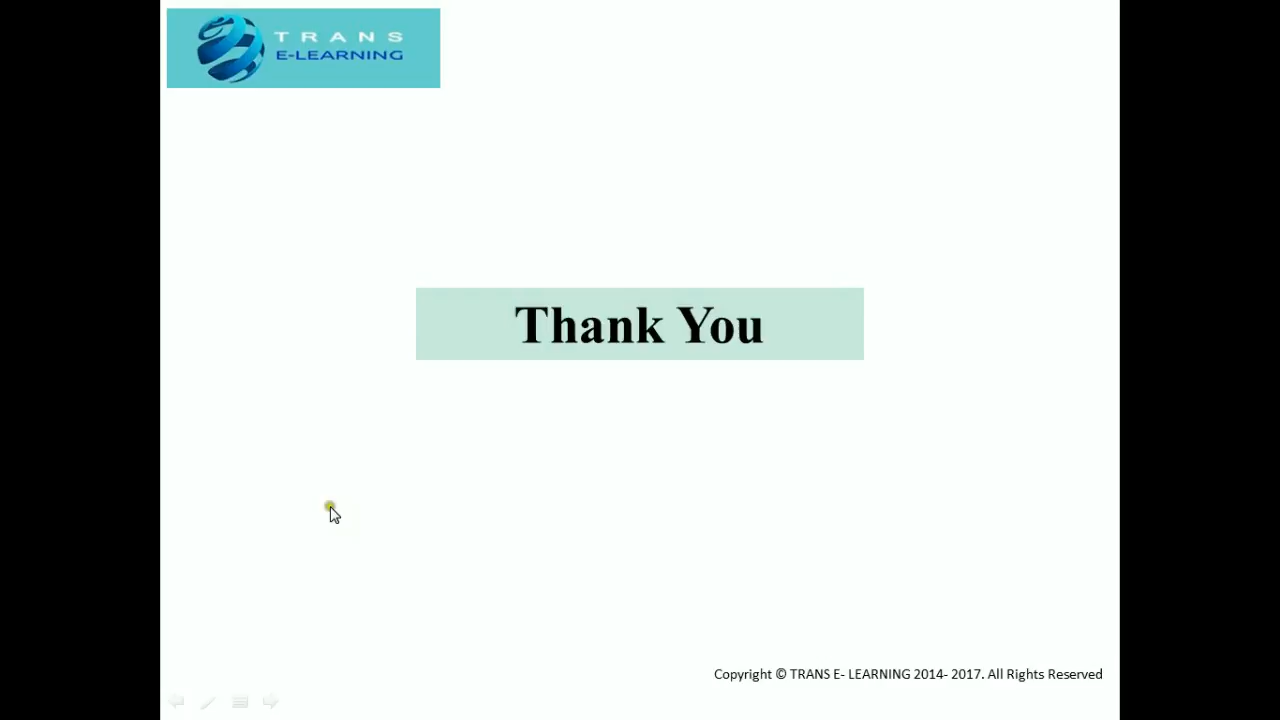 TRANS
E-LEARNING
Thank You
Copyright © TRANS E- LEARNING 2014- 2017. All Rights Reserved